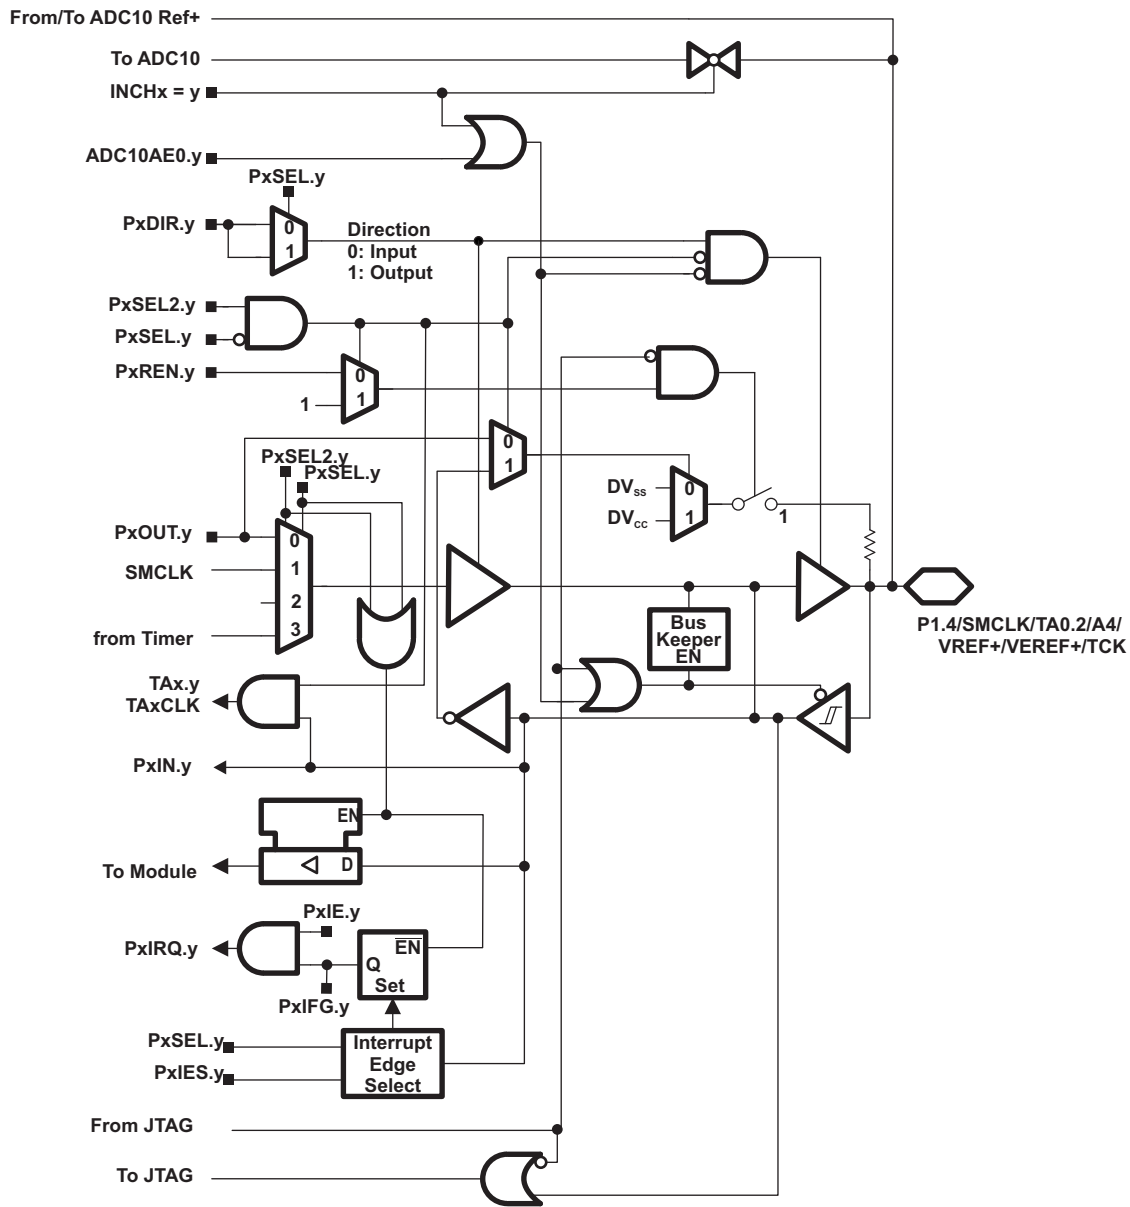 From/To ADC10 Ref+
To ADC10
INCHx = y
ADC10AE0.y
PxSEL.y
PxDIR.y
0
1
Direction
0: Input
1: Output
PxSEL2.y
PxSEL.y
PxREN.y
0
1
1
0
1
PxSEL2.y
PxSEL.y
DVSS
0
DVCC
1
1
PxOUT.y
0
SMCLK
1
2
from Timer
3
Bus
Keeper
EN
P1.4/SMCLK/TA0.2/A4/
VREF+/VEREF+/TCK
TAx.y
TAxCLK
PxIN.y
EN
To Module
D
PxIE.y
PxIRQ.y
EN
Q
Set
PxIFG.y
PxSEL.y
PxIES.y
Interrupt
Edge
Select
From JTAG
To JTAG